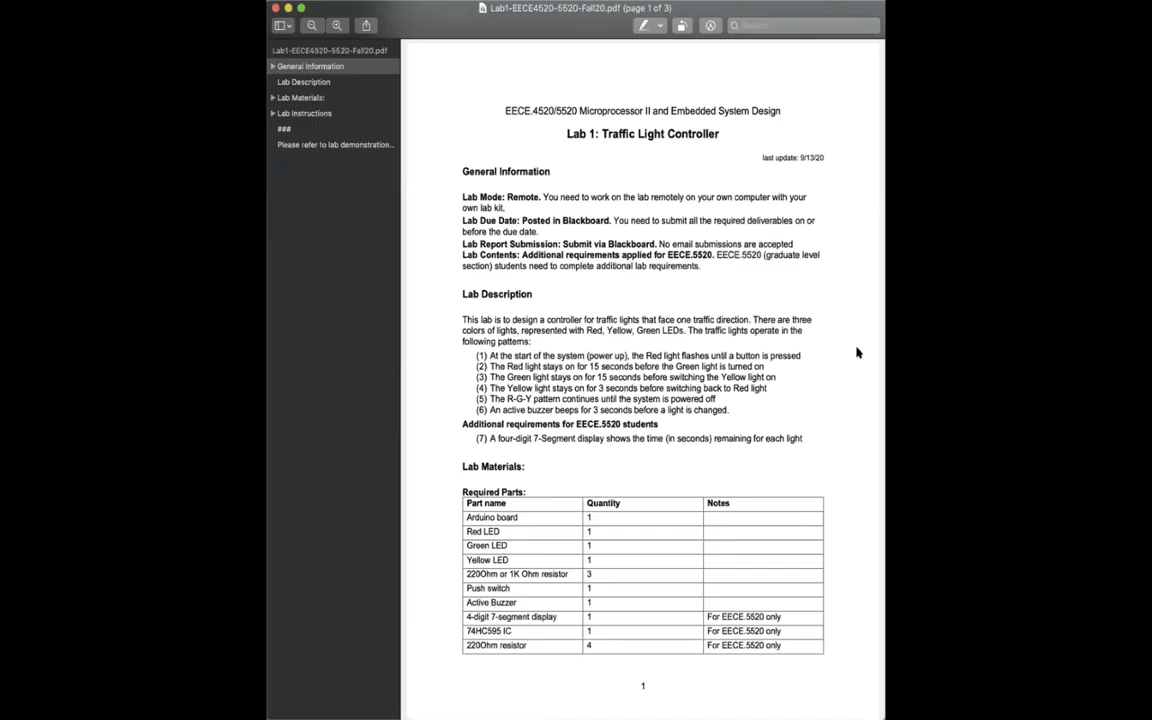 Lab1-EECE4520-5520-Fall20.pdf (page 1 of 3)
Search
Lab1-EECE4520-5520-Fall20.pdf
General Information
Lab Description
Lab Materials:
Lab Instructions
###
Please refer to lab demonstration...
EECE.4520/5520 Microprocessor II and Embedded System Design
Lab 1: Traffic Light Controller
last update: 9/13/20
General Information
Lab Mode: Remote. You need to work on the lab remotely on your own computer with your
own lab kit.
Lab Due Date: Posted in Blackboard. You need to submit all the required deliverables on or
before the due date.
Lab Report Submission: Submit via Blackboard. No email submissions are accepted
Lab Contents: Additional requirements applied for EECE.5520. EECE.5520 (graduate level
section) students need to complete additional lab requirements.
Lab Description
This lab is to design a controller for traffic lights that face one traffic direction. There are three
colors of lights, represented with Red, Yellow, Green LEDs. The traffic lights operate in the
following patterns:
(1) At the start of the system (power up), the Red light flashes until a button is pressed
(2) The Red light stays on for 15 seconds before the Green light is turned on
(3) The Green light stays on for 15 seconds before switching the Yellow light on
(4) The Yellow light stays on for 3 seconds before switching back to Red light
(5) The R-G-Y pattern continues until the system is powered off
(6) An active buzzer beeps for 3 seconds before a light is changed.
Additional requirements for EECE.5520 students
(7) A four-digit 7-Segment display shows the time (in seconds) remaining for each light
Lab Materials:
Required Parts:
Part name Quantity Notes
Arduino board 1
Red LED 1
Green LED 1
Yellow LED 1
220Ohm or 1K Ohm resistor 3
Push switch 1
Active Buzzer 1
4-digit 7-segment display 1 For EECE.5520 only
74HC595 IC 1 For EECE.5520 only
220Ohm resistor 4 For EECE.5520 only
1